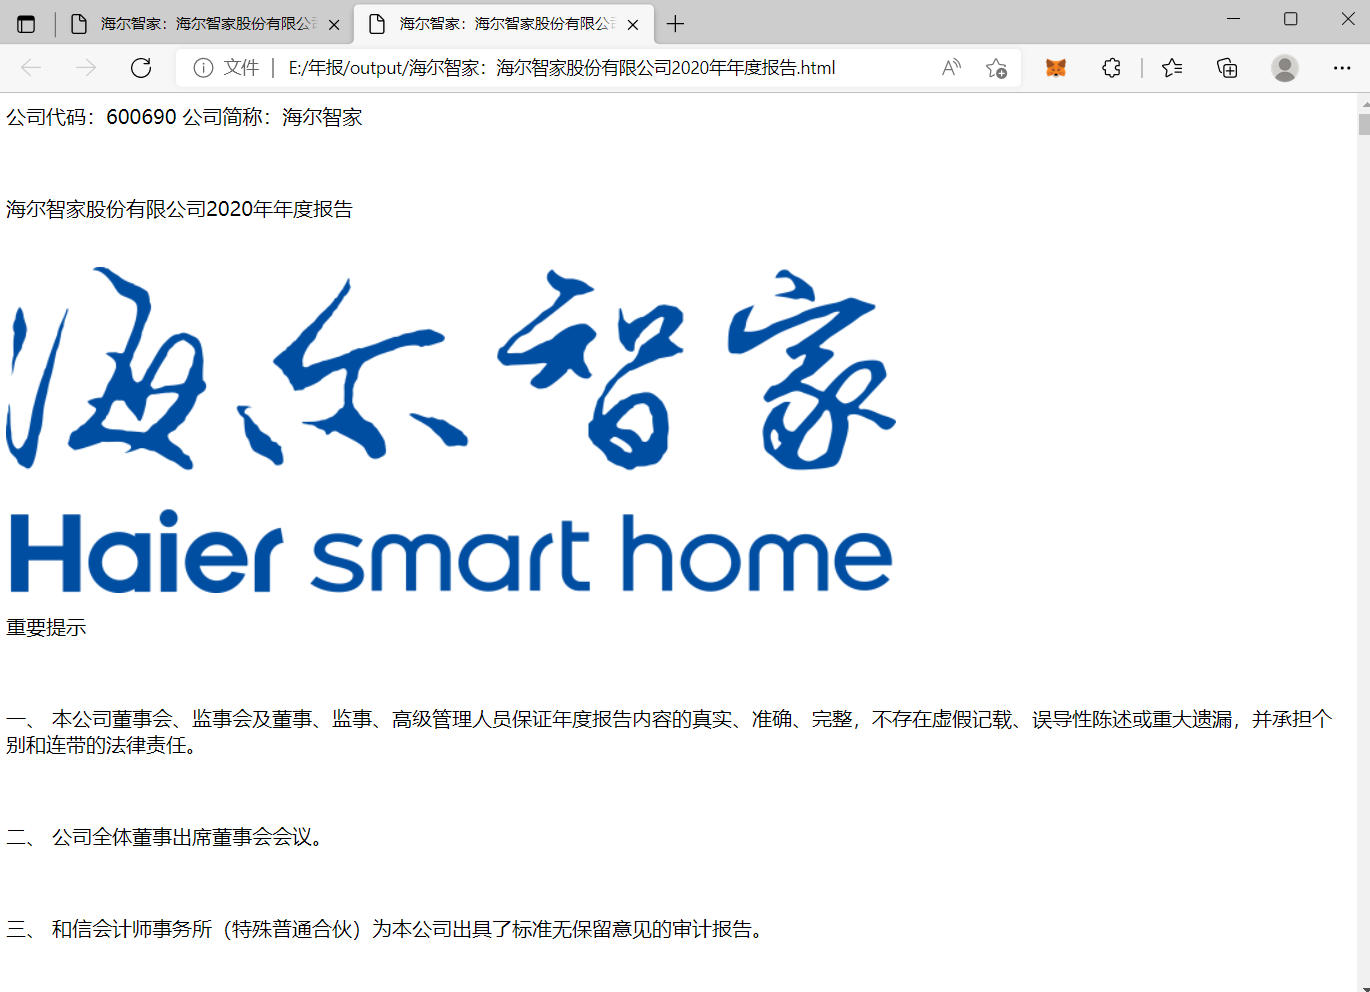 海尔智家：海尔智家股份有限公司
海尔智家：海尔智家股份有限公司
文件 | E:/年报/output/海尔智家：海尔智家股份有限公司2020年年度报告.html
公司代码：600690 公司简称：海尔智家
海尔智家股份有限公司2020年年度报告
海尔智家
Haier smart home
重要提示
一、 本公司董事会、监事会及董事、监事、高级管理人员保证年度报告内容的真实、准确、完整，不存在虚假记载、误导性陈述或重大遗漏，并承担个
别和连带的法律责任。
二、 公司全体董事出席董事会会议。
三、 和信会计师事务所（特殊普通合伙）为本公司出具了标准无保留意见的审计报告。